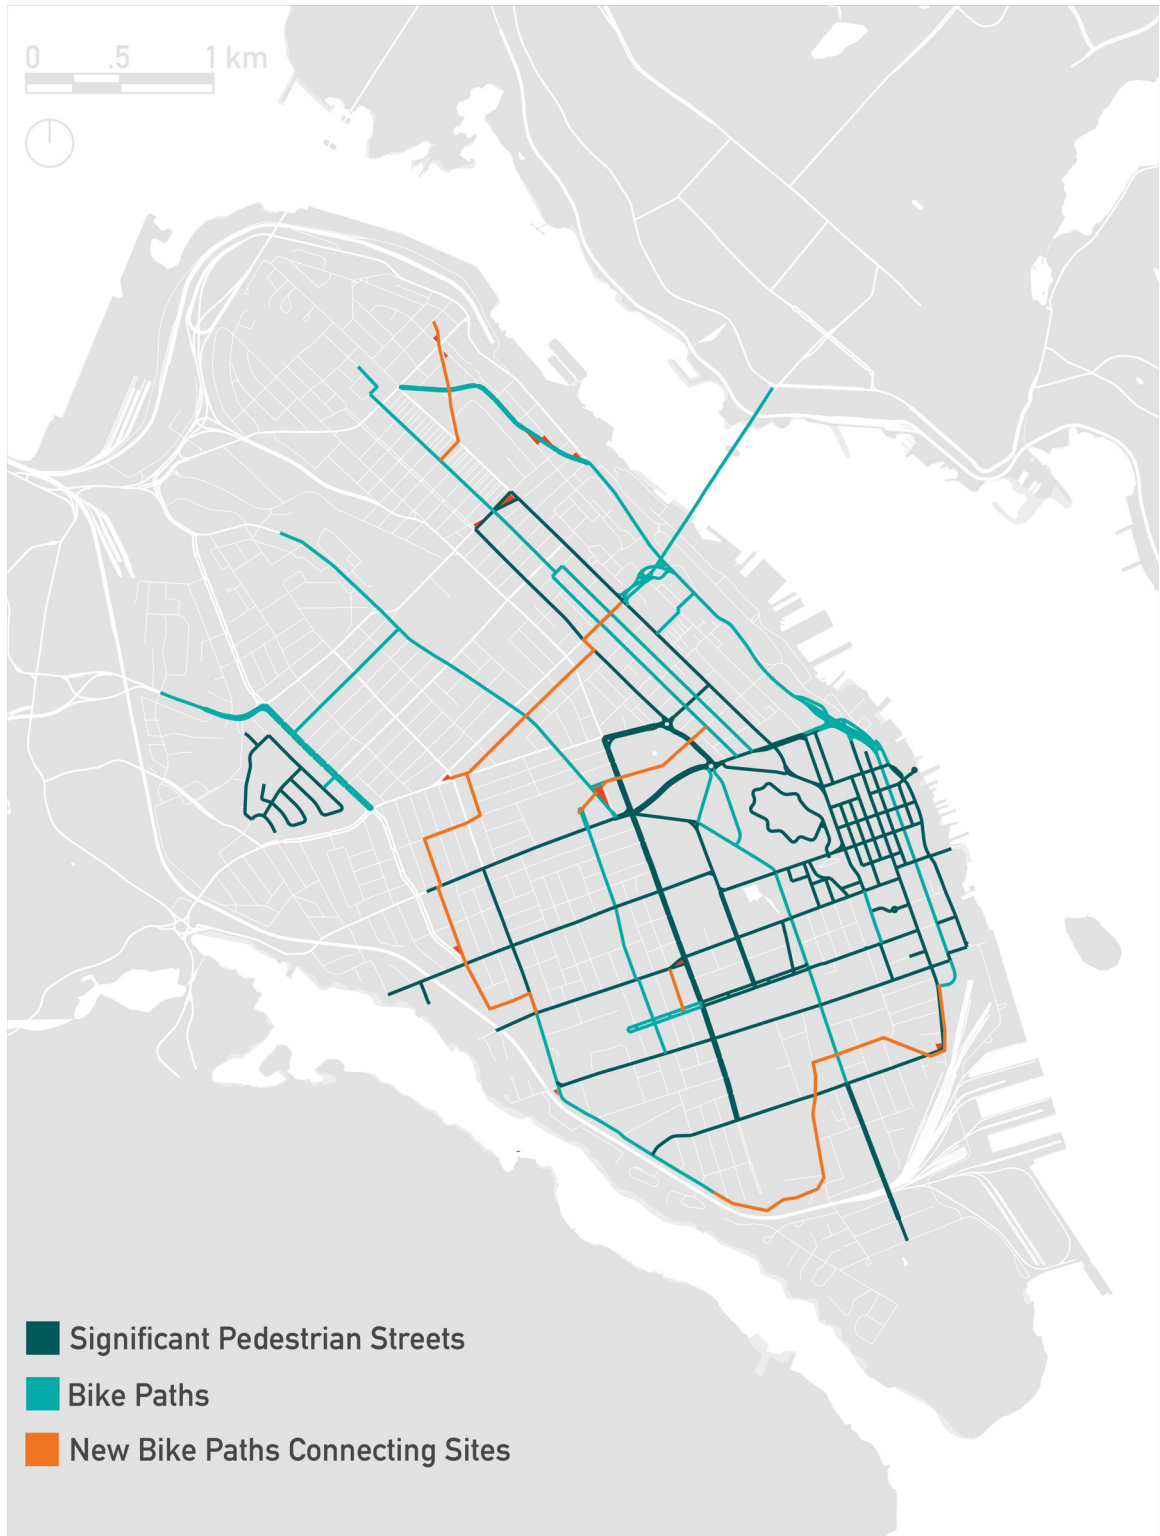 0 .5 1 km
Significant Pedestrian Streets
Bike Paths
New Bike Paths Connecting Sites